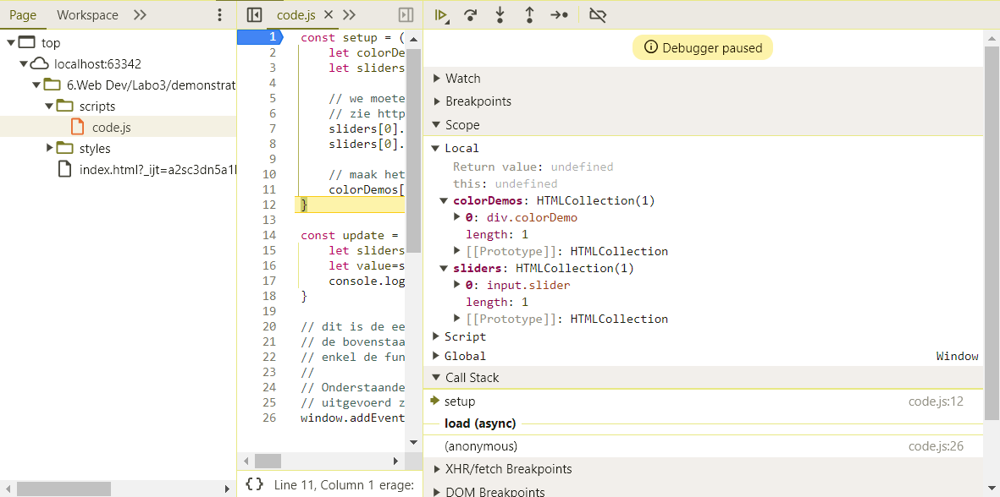 Page Workspace
top
localhost:63342
6.Web Dev/Labo3/demonstrat
scripts
code.js
styles
index.html?_ijt=a2sc3dn5a1
code.js
1 const setup = (
2 let colorDe
3 let sliders
4
5 // we moete
6 // zie http
7 sliders[0].
8 sliders[0].
9
10 // maak het
11 colorDemos[
12 }
13
14 const update =
15 let sliders
16 let value=s
17 console.log
18 }
19
20 // dit is de ee
21 // de bovenstaa
22 // enkel de fun
23 //
24 // Onderstaande
25 // uitgevoerd z
26 window.addEvent
{} Line 11, Column 1 erage:
Debugger paused
Watch
Breakpoints
Scope
Local
Return value: undefined
this: undefined
colorDemos: HTMLCollection(1)
0: div.colorDemo
length: 1
[[Prototype]]: HTMLCollection
sliders: HTMLCollection(1)
0: input.slider
length: 1
[[Prototype]]: HTMLCollection
Script
Global Window
Call Stack
setup code.js:12
load (async)
(anonymous) code.js:26
XHR/fetch Breakpoints
DOM Breakpoints